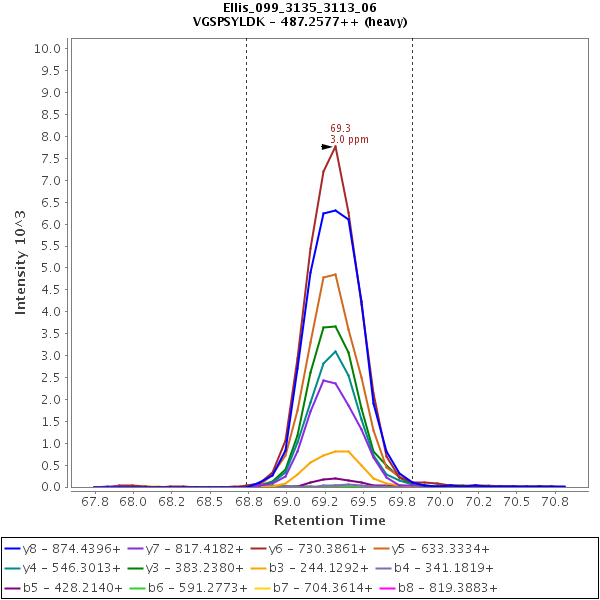 Ellis_099_3135_3113_06
VGSPSYLDK - 487.2577++ (heavy)
69.3
3.0 ppm
Intensity 10^3
10.0
9.5
9.0
8.5
8.0
7.5
7.0
6.5
6.0
5.5
5.0
4.5
4.0
3.5
3.0
2.5
2.0
1.5
1.0
0.5
0.0
67.8 68.0 68.2 68.5 68.8 69.0 69.2 69.5 69.8 70.0 70.2 70.5 70.8
Retention Time
y8 - 874.4396+ y7 - 817.4182+ y6 - 730.3861+ y5 - 633.3334+
y4 - 546.3013+ y3 - 383.2380+ b3 - 244.1292+ b4 - 341.1819+
b5 - 428.2140+ b6 - 591.2773+ b7 - 704.3614+ b8 - 819.3883+